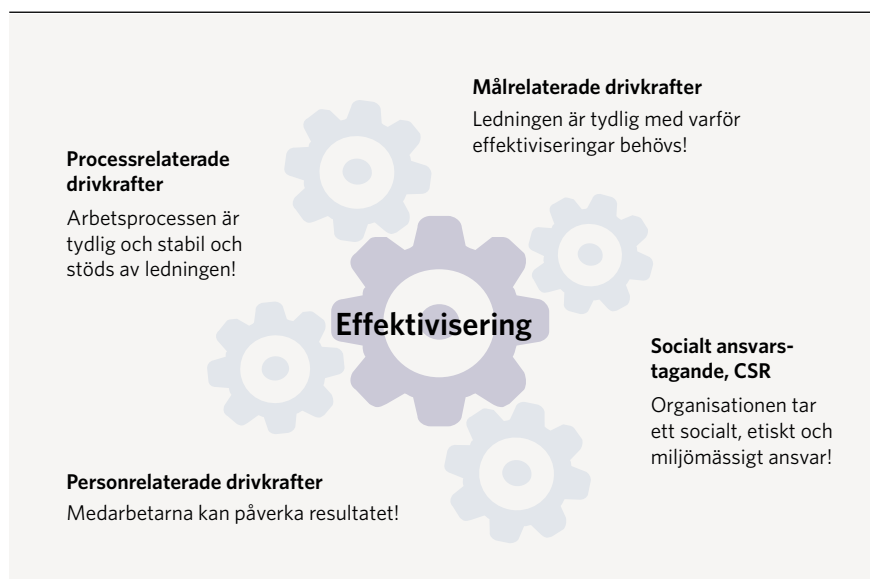 Målrelaterade drivkrafter
Ledningen är tydlig med varför
effektiviseringar behövs!
Processrelaterade
drivkrafter
Arbetsprocessen är
tydlig och stabil och
stöds av ledningen!
Effektivisering
Socialt ansvars-
tagande, CSR
Organisationen tar
ett socialt, etiskt och
miljömässigt ansvar!
Personrelaterade drivkrafter
Medarbetarna kan påverka resultatet!